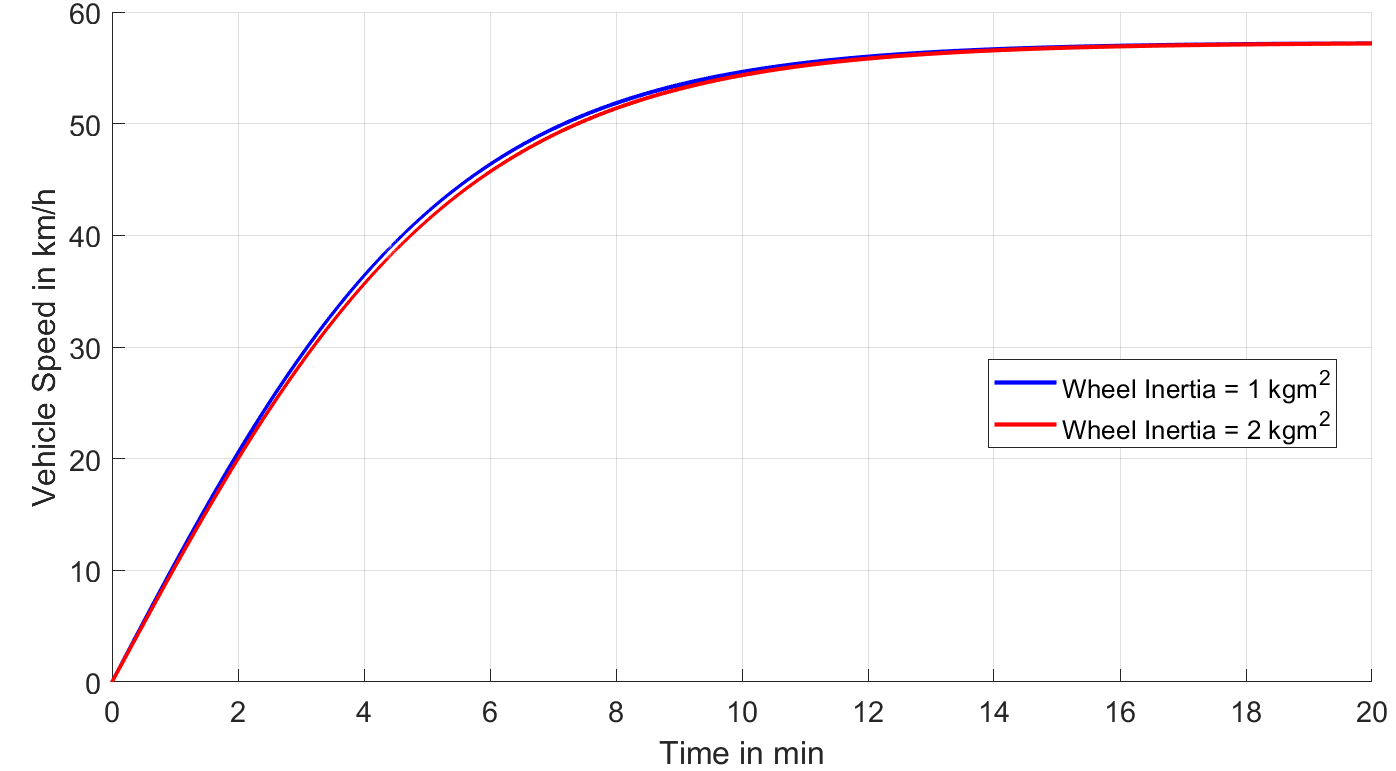 60
50
40
30
20
10
0
Vehicle Speed in km/h
Wheel Inertia = 1 kgm²
Wheel Inertia = 2 kgm²
0 2 4 6 8 10 12 14 16 18 20
Time in min